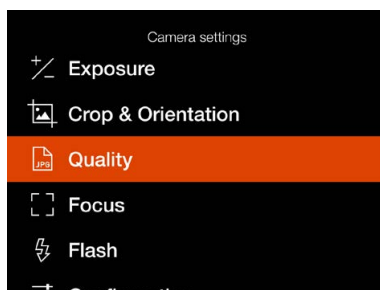 Camera settings
Exposure
Crop & Orientation
JPG Quality
Focus
Flash